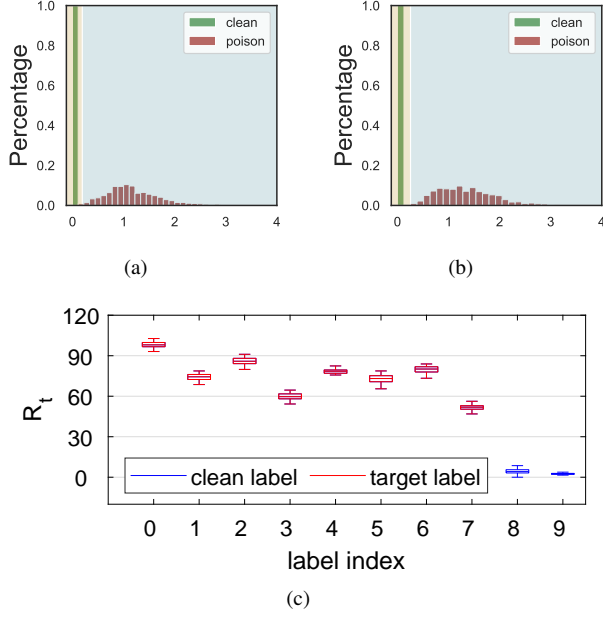 1.0
0.8
0.6
0.4
0.2
0.0
Percentage
clean
poison
0 1 2 3 4
(a)
1.0
0.8
0.6
0.4
0.2
0.0
Percentage
clean
poison
0 1 2 3 4
(b)
120
90
60
30
0
R_t
clean label target label
0 1 2 3 4 5 6 7 8 9
label index
(c)